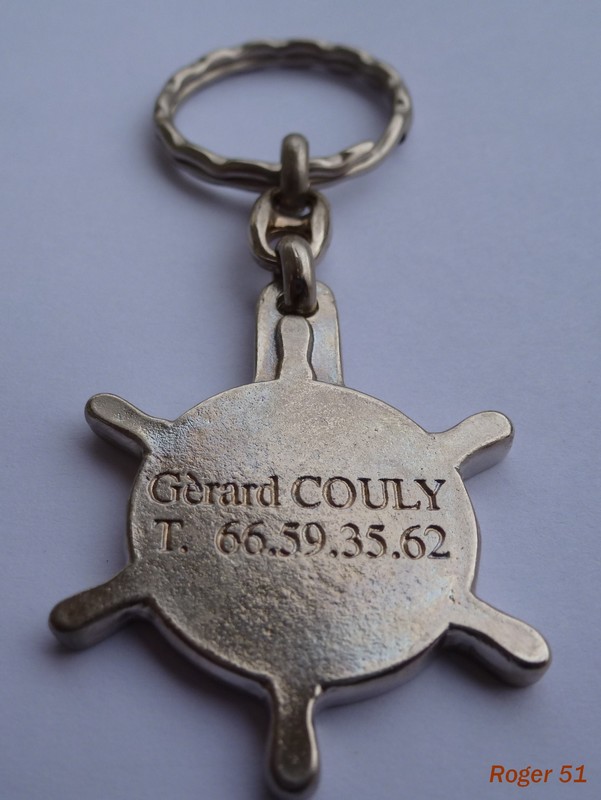 Gèrard COULY
T. 66.59.35.62
Roger 51